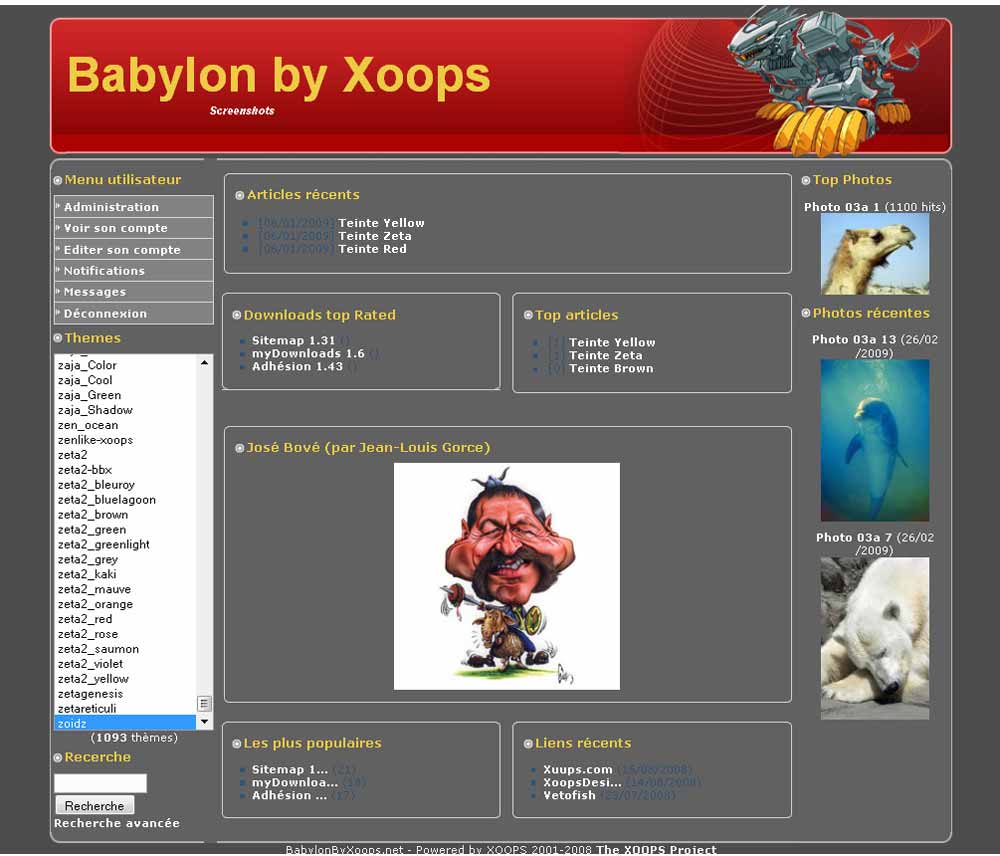 Babylon by Xoops
Screenshots
Menu utilisateur
Administration
Voir son compte
Editer son compte
Notifications
Messages
Déconnexion
Themes
zaja_Color
zaja_Cool
zaja_Green
zaja_Shadow
zen_ocean
zenlike-xoops
zeta2
zeta2-bbx
zeta2_bleuroy
zeta2_bluelagoon
zeta2_brown
zeta2_green
zeta2_greenlight
zeta2_grey
zeta2_kaki
zeta2_mauve
zeta2_orange
zeta2_red
zeta2_rose
zeta2_saumon
zeta2_violet
zeta2_yellow
zetagenesis
zetareticuli
zoidz
(1093 thèmes)
Recerche
Recherche
Recherche avancée
Articles récents
[06/01/2009] Teinte Yellow
[06/01/2009] Teinte Zeta
[06/01/2009] Teinte Red
Downloads top Rated
Sitemap 1.31 ()
myDownloads 1.6 ()
Adhésion 1.43 ()
Top articles
[1] Teinte Yellow
[1] Teinte Zeta
[0] Teinte Brown
José Bové (par Jean-Louis Gorce)
Les plus populaires
Sitemap 1... (21)
myDownloa... (18)
Adhésion ... (17)
Liens récents
Xuups.com (15/08/2008)
XoopsDesi... (14/08/2008)
Vetofish (23/07/2008)
Top Photos
Photo 03a 1 (1100 hits)
Photos récentes
Photo 03a 13 (26/02
/2009)
Photo 03a 7 (26/02
/2009)
BabylonByXoops.net - Powered by XOOPS 2001-2008 The XOOPS Project